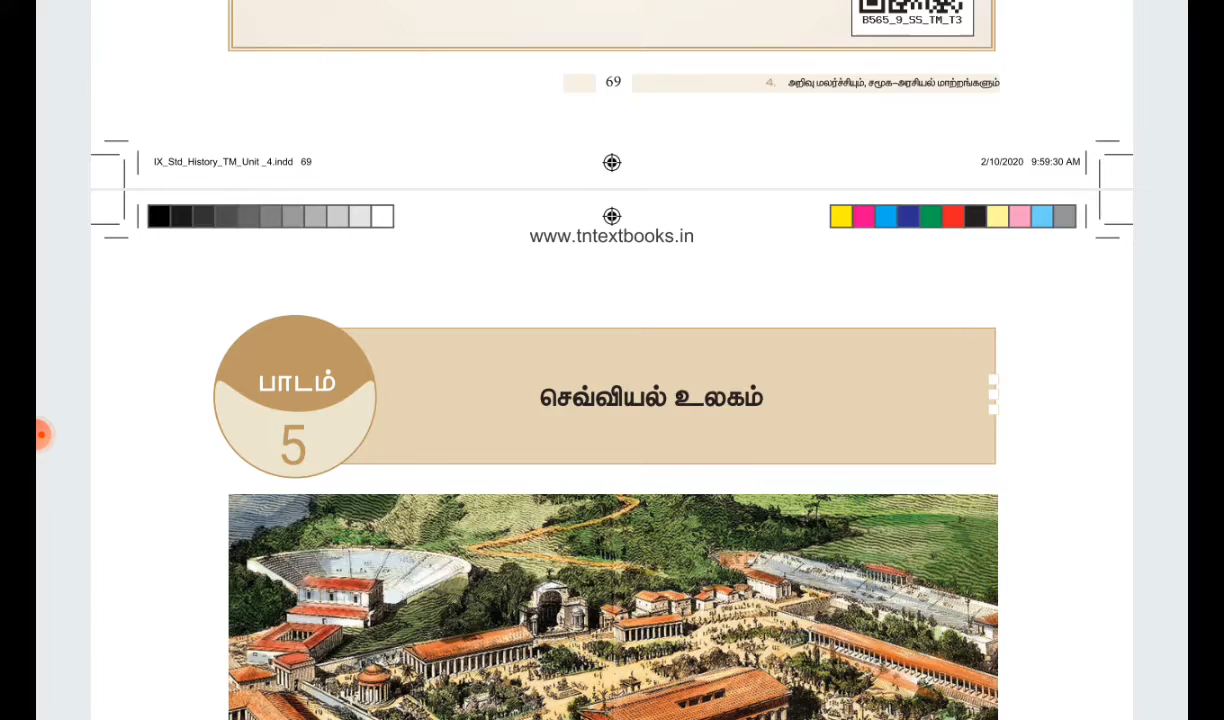 B565_9_SS_TM_T3
69
4. அறிவு மலர்ச்சியும், சமூக-அரசியல் மாற்றங்களும்
IX_Std_History_TM_Unit _4.indd 69
2/10/2020 9:59:30 AM
www.tntextbooks.in
பாடம்
5
செவ்வியல் உலகம்